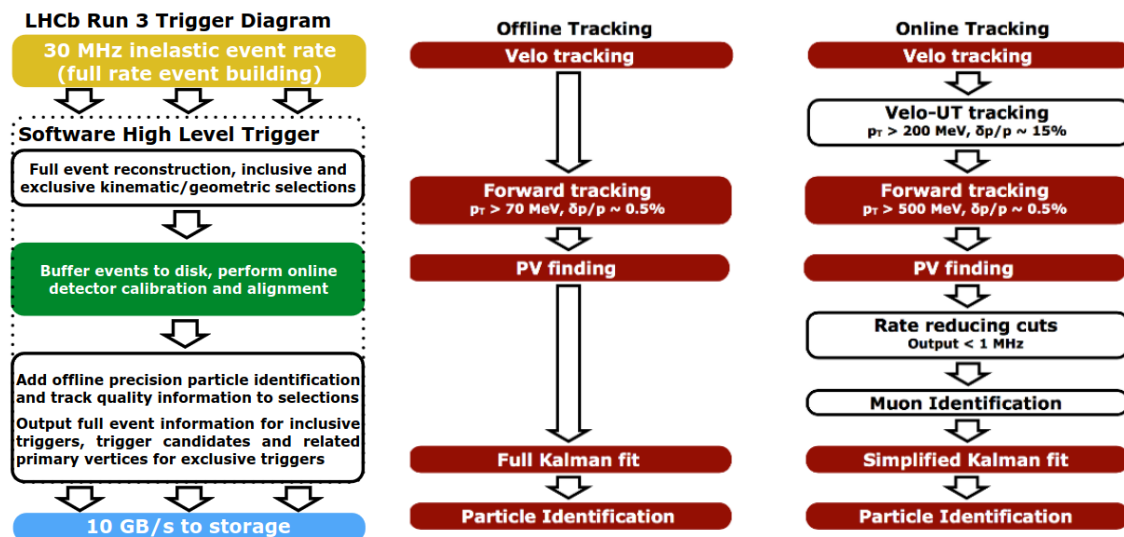 LHCb Run 3 Trigger Diagram
30 MHz inelastic event rate
(full rate event building)
Software High Level Trigger
Full event reconstruction, inclusive and
exclusive kinematic/geometric selections
Buffer events to disk, perform online
detector calibration and alignment
Add offline precision particle identification
and track quality information to selections
Output full event information for inclusive
triggers, trigger candidates and related
primary vertices for exclusive triggers
10 GB/s to storage
Offline Tracking
Velo tracking
Forward tracking
pT > 70 MeV, δp/p ~ 0.5%
PV finding
Full Kalman fit
Particle Identification
Online Tracking
Velo tracking
Velo-UT tracking
pT > 200 MeV, δp/p ~ 15%
Forward tracking
pT > 500 MeV, δp/p ~ 0.5%
PV finding
Rate reducing cuts
Output < 1 MHz
Muon Identification
Simplified Kalman fit
Particle Identification